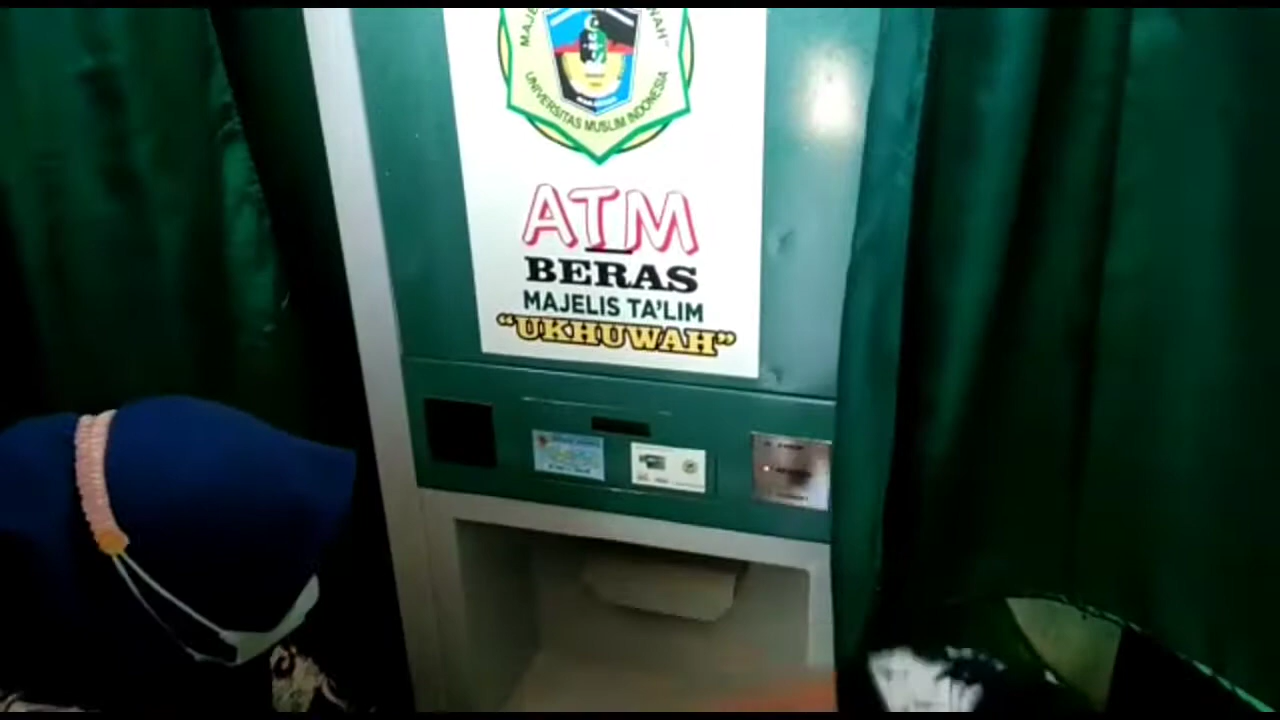 UNIVERSITAS MUSLIM INDONESIA
ATM
BERAS
MAJELIS TA'LIM
"UKHUWAH"